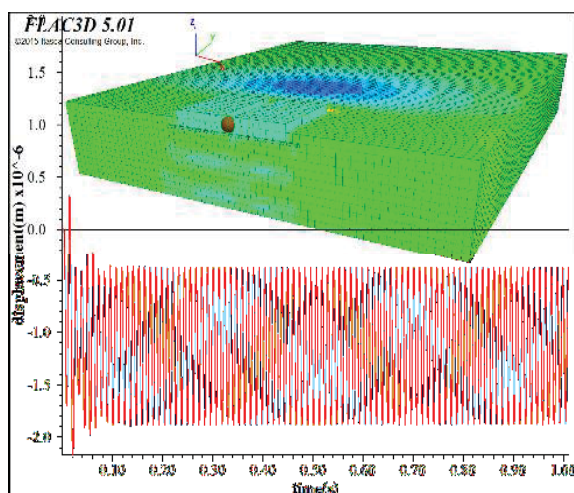 FLAC3D 5.01
©2015 Itasca Consulting Group, Inc.
z
y
1.5
1.0
0.5
0.0
-0.5
-1.0
-1.5
-2.0
displacement(m) x10^-6
0.10 0.20 0.30 0.40 0.50 0.60 0.70 0.80 0.90 1.00
time(s)